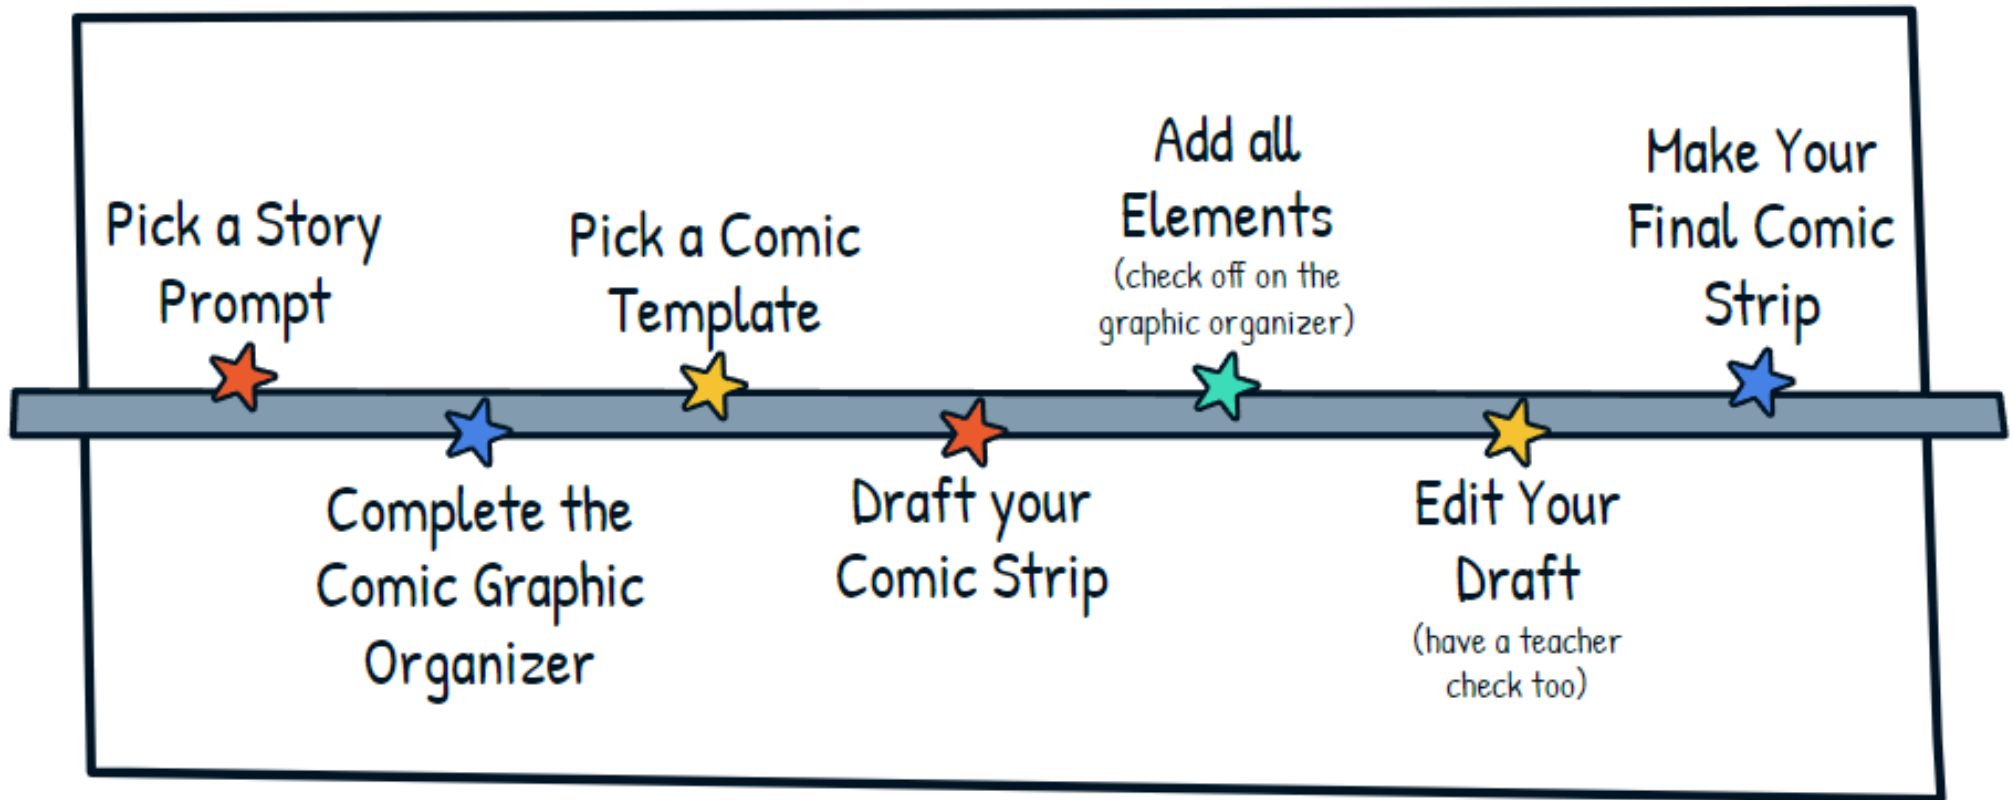 Pick a Story
Prompt
Complete the
Comic Graphic
Organizer
Pick a Comic
Template
Draft your
Comic Strip
Add all
Elements
(check off on the
graphic organizer)
Edit Your
Draft
(have a teacher
check too)
Make Your
Final Comic
Strip